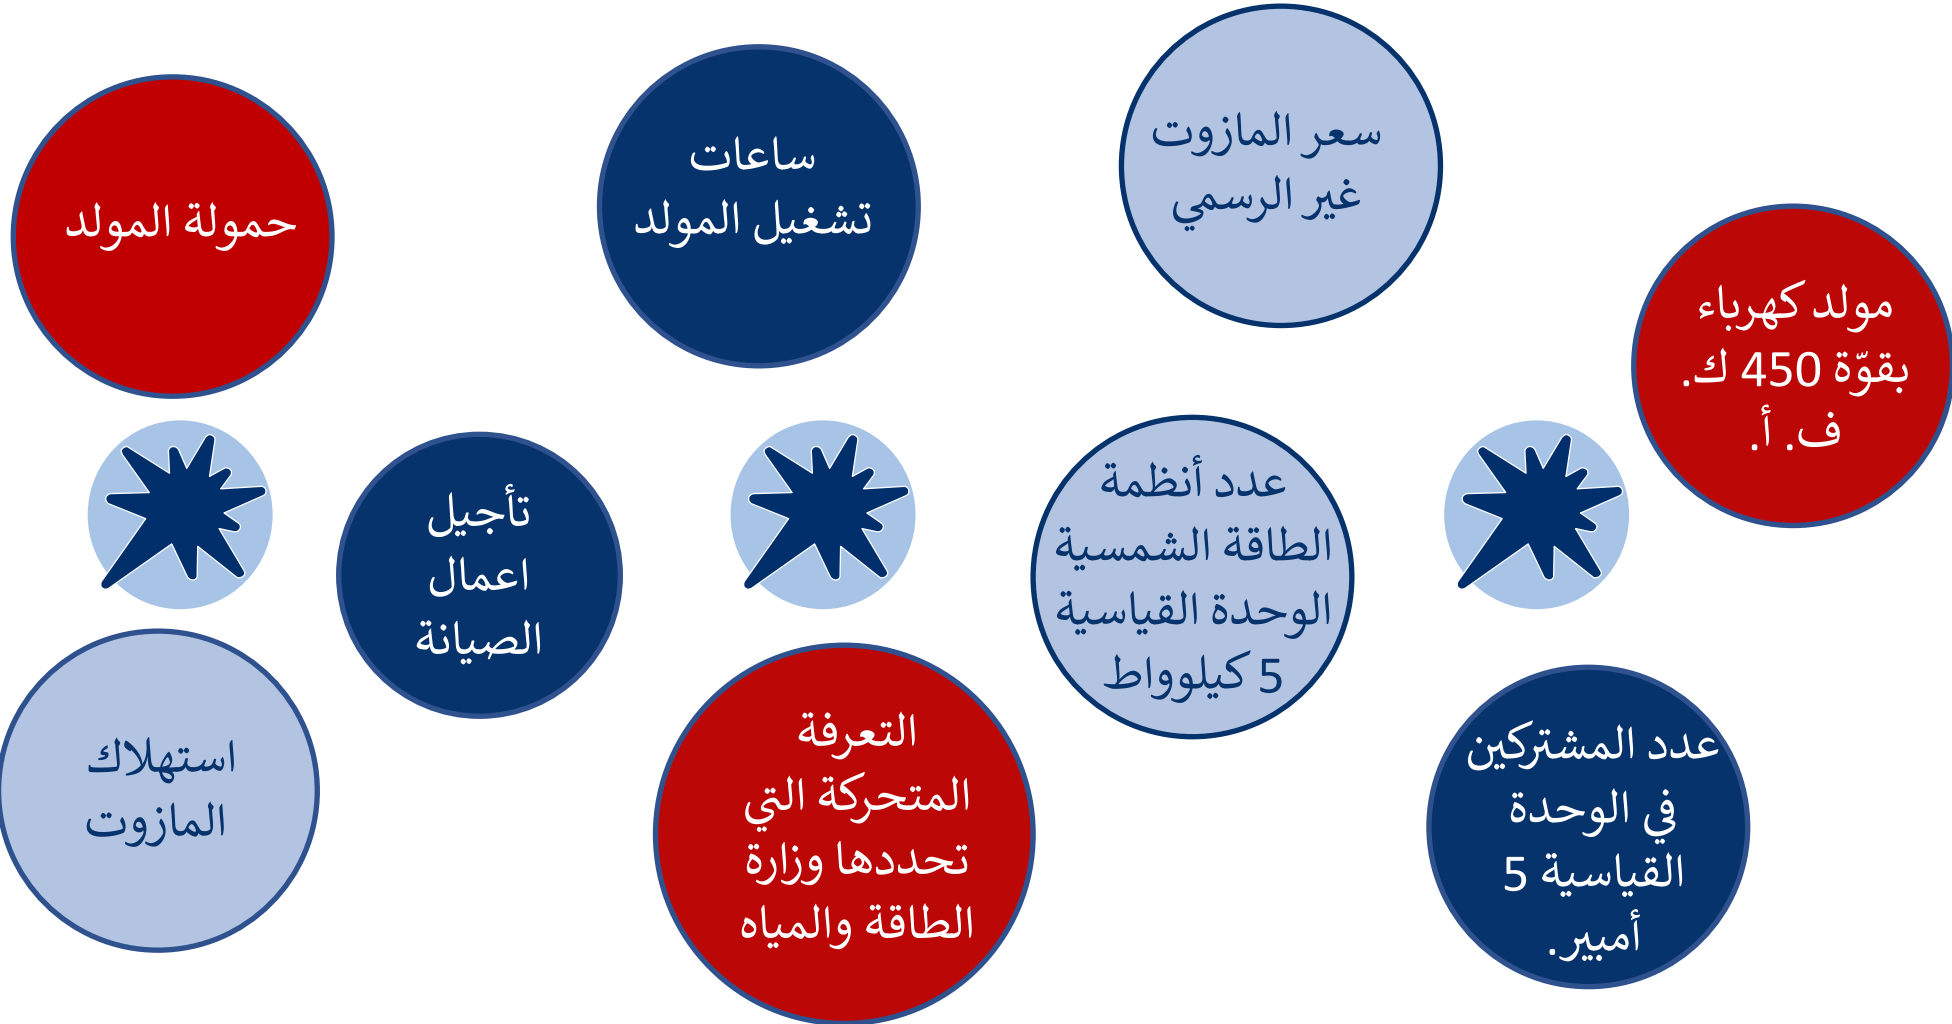 مولد كهرباء
بقوّة 450 ك.
ف. أ.
سعر المازوت
غير الرسمي
ساعات
تشغيل المولد
حمولة المولد
عدد المشتركين
في الوحدة
القياسية 5
أمبير.
عدد أنظمة
الطاقة الشمسية
الوحدة القياسية
5 كيلوواط
التعرفة
المتحركة التي
تحددها وزارة
الطاقة والمياه
تأجيل
اعمال
الصيانة
استهلاك
المازوت